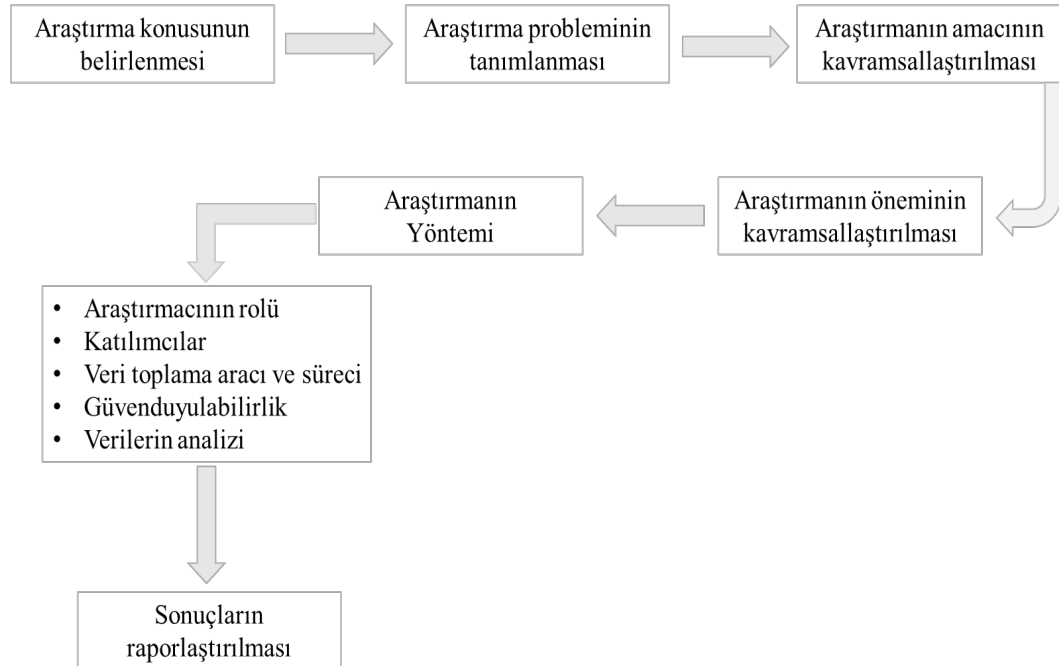 Araştırma konusunun
belirlenmesi
Araştırma probleminin
tanımlanması
Araştırmanın amacının
kavramsallaştırılması
Araştırmanın öneminin
kavramsallaştırılması
Araştırmanın
Yöntemi
• Araştırmacının rolü
• Katılımcılar
• Veri toplama aracı ve süreci
• Güvenduyulabilirlik
• Verilerin analizi
Sonuçların
raporlaştırılması